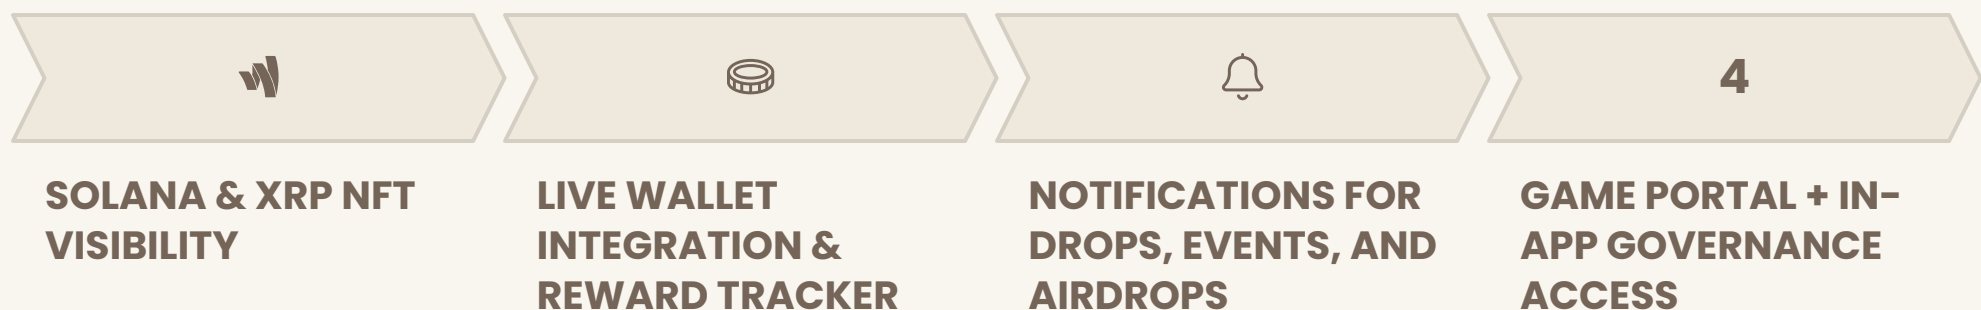 4
SOLANA & XRP NFT
VISIBILITY
LIVE WALLET
INTEGRATION &
REWARD TRACKER
NOTIFICATIONS FOR
DROPS, EVENTS, AND
AIRDROPS
GAME PORTAL + IN-
APP GOVERNANCE
ACCESS